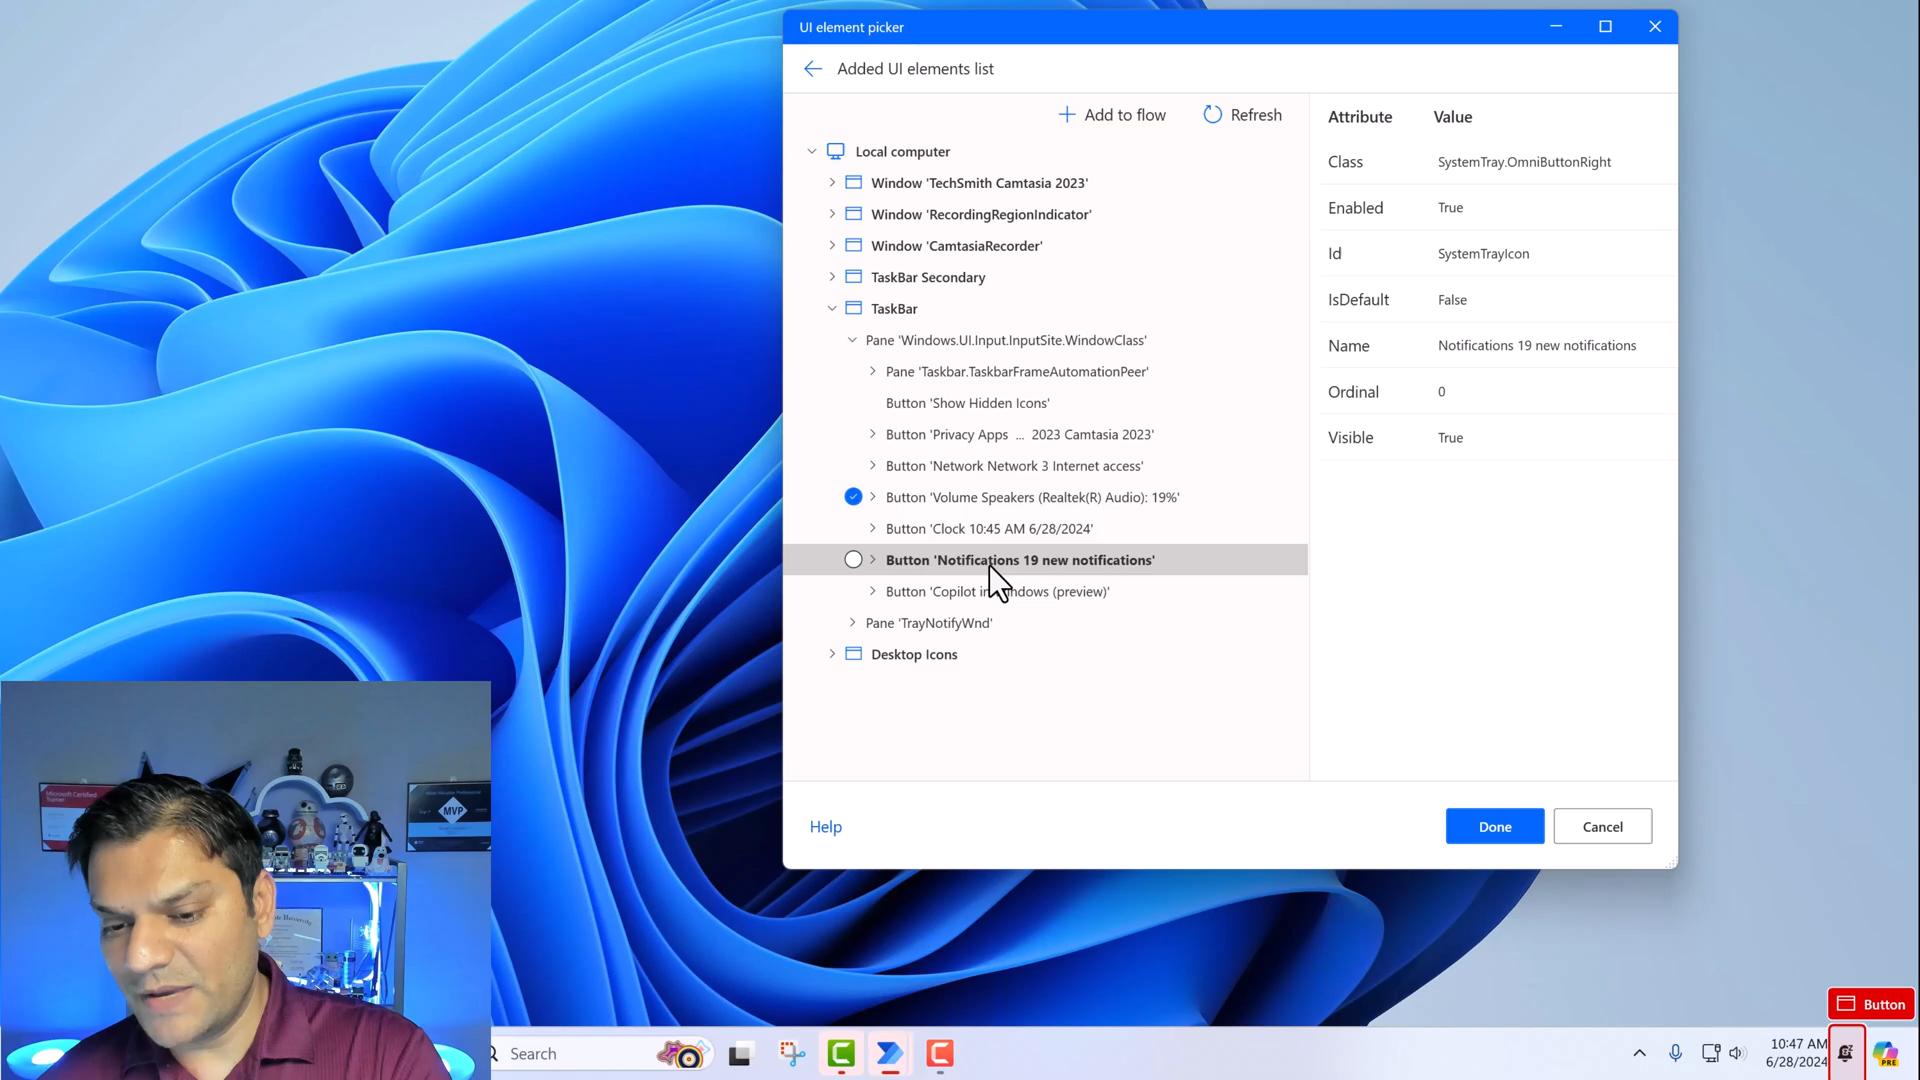 UI element picker
Added UI elements list
Add to flow
Refresh
Attribute Value
Local computer
Class SystemTray.OmniButtonRight
Window 'TechSmith Camtasia 2023'
Enabled True
Window 'RecordingRegionIndicator'
Window 'CamtasiaRecorder'
Id SystemTrayIcon
TaskBar Secondary
IsDefault False
TaskBar
Pane 'Windows.UI.Input.InputSite.WindowClass'
Name Notifications 19 new notifications
Pane 'Taskbar.TaskbarFrameAutomationPeer'
Ordinal 0
Button 'Show Hidden Icons'
Button 'Privacy Apps ... 2023 Camtasia 2023'
Visible True
Button 'Network Network 3 Internet access'
Button 'Volume Speakers (Realtek(R) Audio): 19%'
Button 'Clock 10:45 AM 6/28/2024'
Button 'Notifications 19 new notifications'
Button 'Copilot in (preview)'
Pane 'TrayNotifyWnd'
Desktop Icons
Help
Done
Cancel
Microsoft Certified
Trainer
MVP
Button
Search
10:47 AM
6/28/2024
PRE